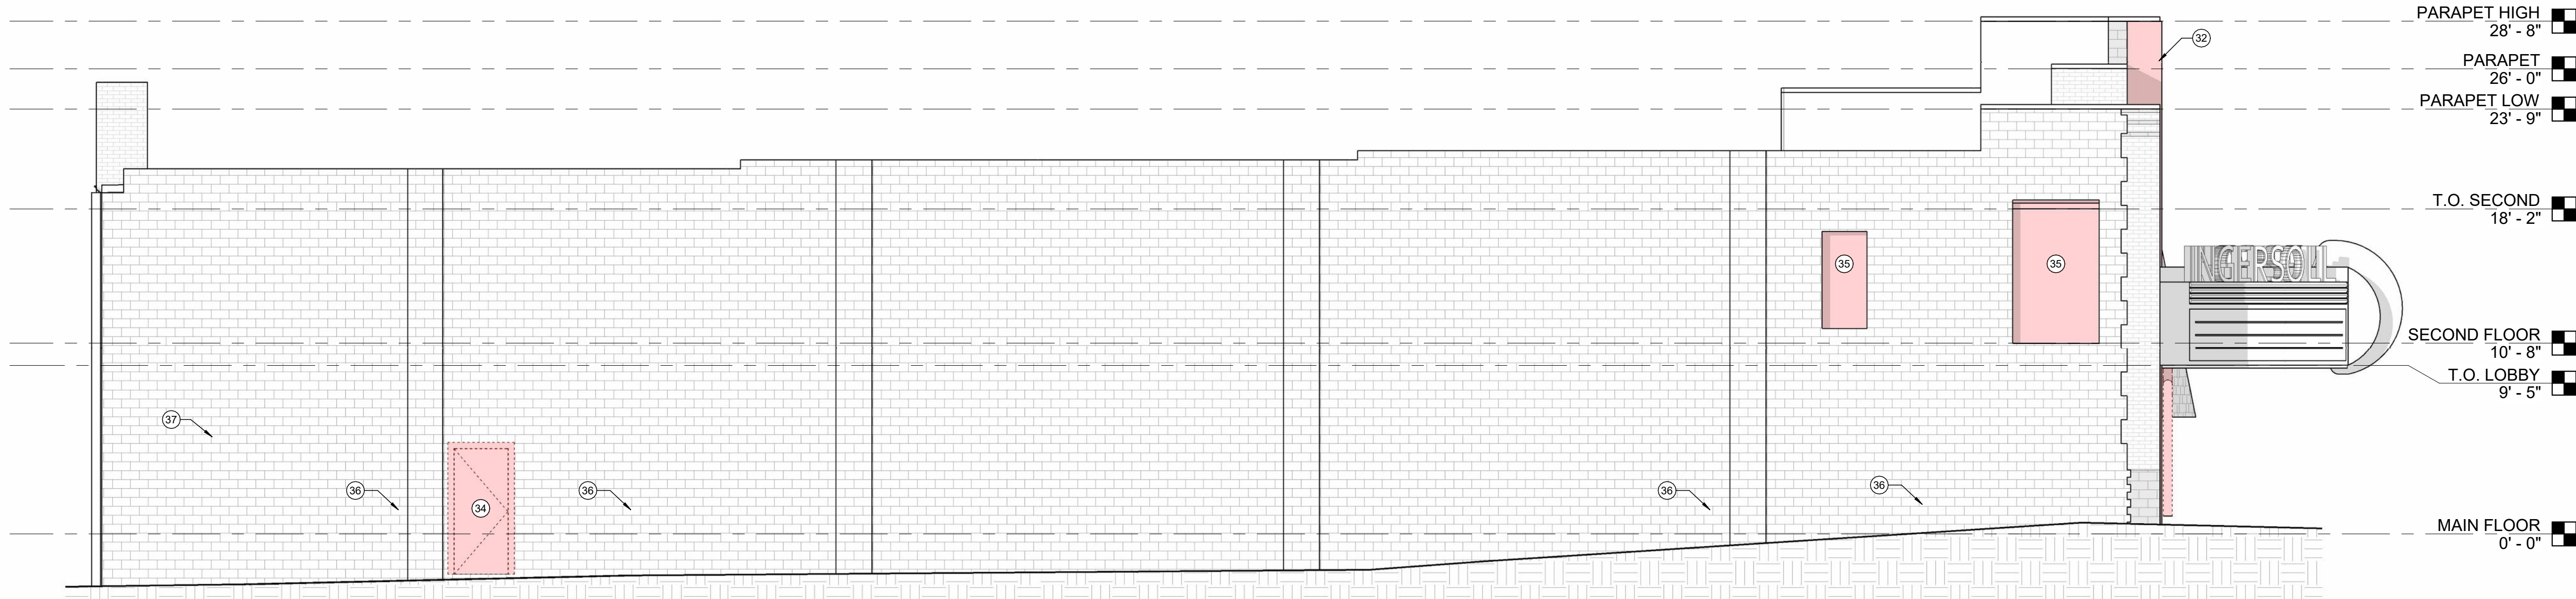 PARAPET HIGH
28' - 8"
32
PARAPET
26' - 0"
PARAPET LOW
23' - 9"
T.O. SECOND
18' - 2"
35
35
INGERSOLL
SECOND FLOOR
10' - 8"
T.O. LOBBY
9' - 5"
37
36
36
36
36
34
MAIN FLOOR
0' - 0"